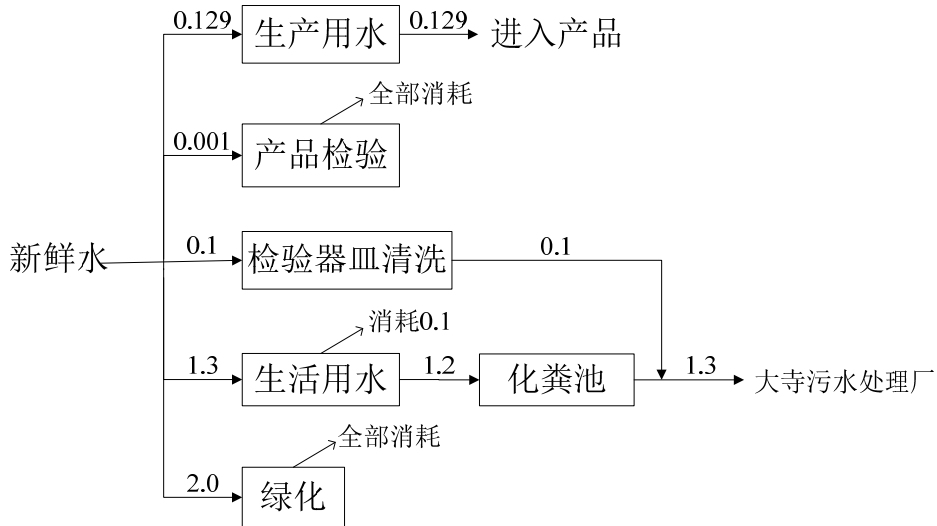 0.129
生产用水
0.129
进入产品
全部消耗
0.001
产品检验
新鲜水
0.1
检验器皿清洗
0.1
消耗0.1
1.3
生活用水
1.2
化粪池
1.3
大寺污水处理厂
全部消耗
2.0
绿化